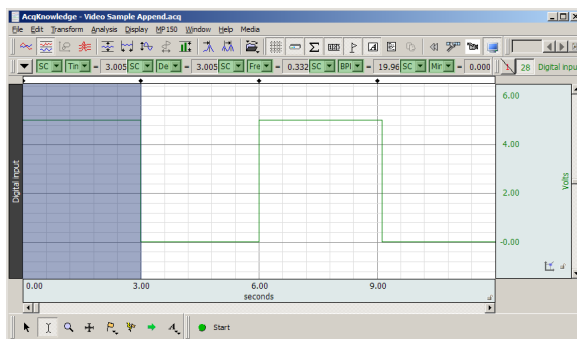 AcqKnowledge - Video Sample Append.acq
File Edit Transform Analysis Display MP150 Window Help Media
SC Tin = 3.005 SC De = 3.005 SC Fre = 0.332 SC BPI = 19.96 SC Mir = 0.000 28 Digital input
6.00
4.00
2.00
-0.00
Volts
Digital input
0.00 3.00 6.00 9.00
seconds
Start